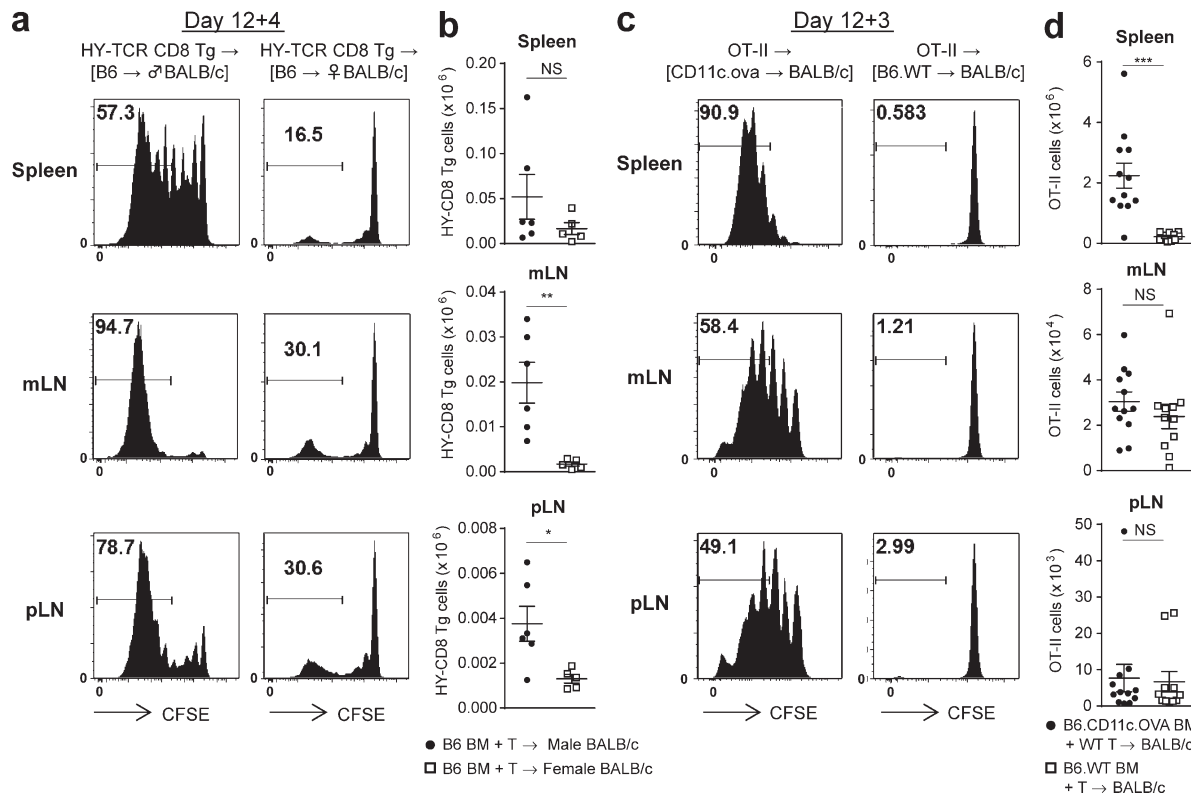 a
Day 12+4
HY-TCR CD8 Tg → HY-TCR CD8 Tg →
[B6 → ♂BALB/c] [B6 → ♀BALB/c]
Spleen
57.3
16.5
0
0
0
0
mLN
94.7
30.1
0
0
0
0
pLN
78.7
30.6
0
0
0
0
CFSE
CFSE
b
Spleen
NS
HY-CD8 Tg cells (x10⁶)
0.20
0.15
0.10
0.05
0.00
mLN
**
HY-CD8 Tg cells (x10⁶)
0.04
0.03
0.02
0.01
0.00
pLN
*
HY-CD8 Tg cells (x10⁶)
0.008
0.006
0.004
0.002
0.000
● B6 BM + T → Male BALB/c
□ B6 BM + T → Female BALB/c
c
Day 12+3
OT-II → OT-II →
[CD11c.ova → BALB/c] [B6.WT → BALB/c]
Spleen
90.9
0.583
0
0
0
0
mLN
58.4
1.21
0
0
0
0
pLN
49.1
2.99
0
0
0
0
CFSE
CFSE
d
Spleen
***
OT-II cells (x10⁶)
6
4
2
0
mLN
NS
OT-II cells (x10⁴)
8
6
4
2
0
pLN
NS
OT-II cells (x10³)
50
40
30
20
10
0
● B6.CD11c.OVA BM
+ WT T → BALB/c
□ B6.WT BM
+ T → BALB/c